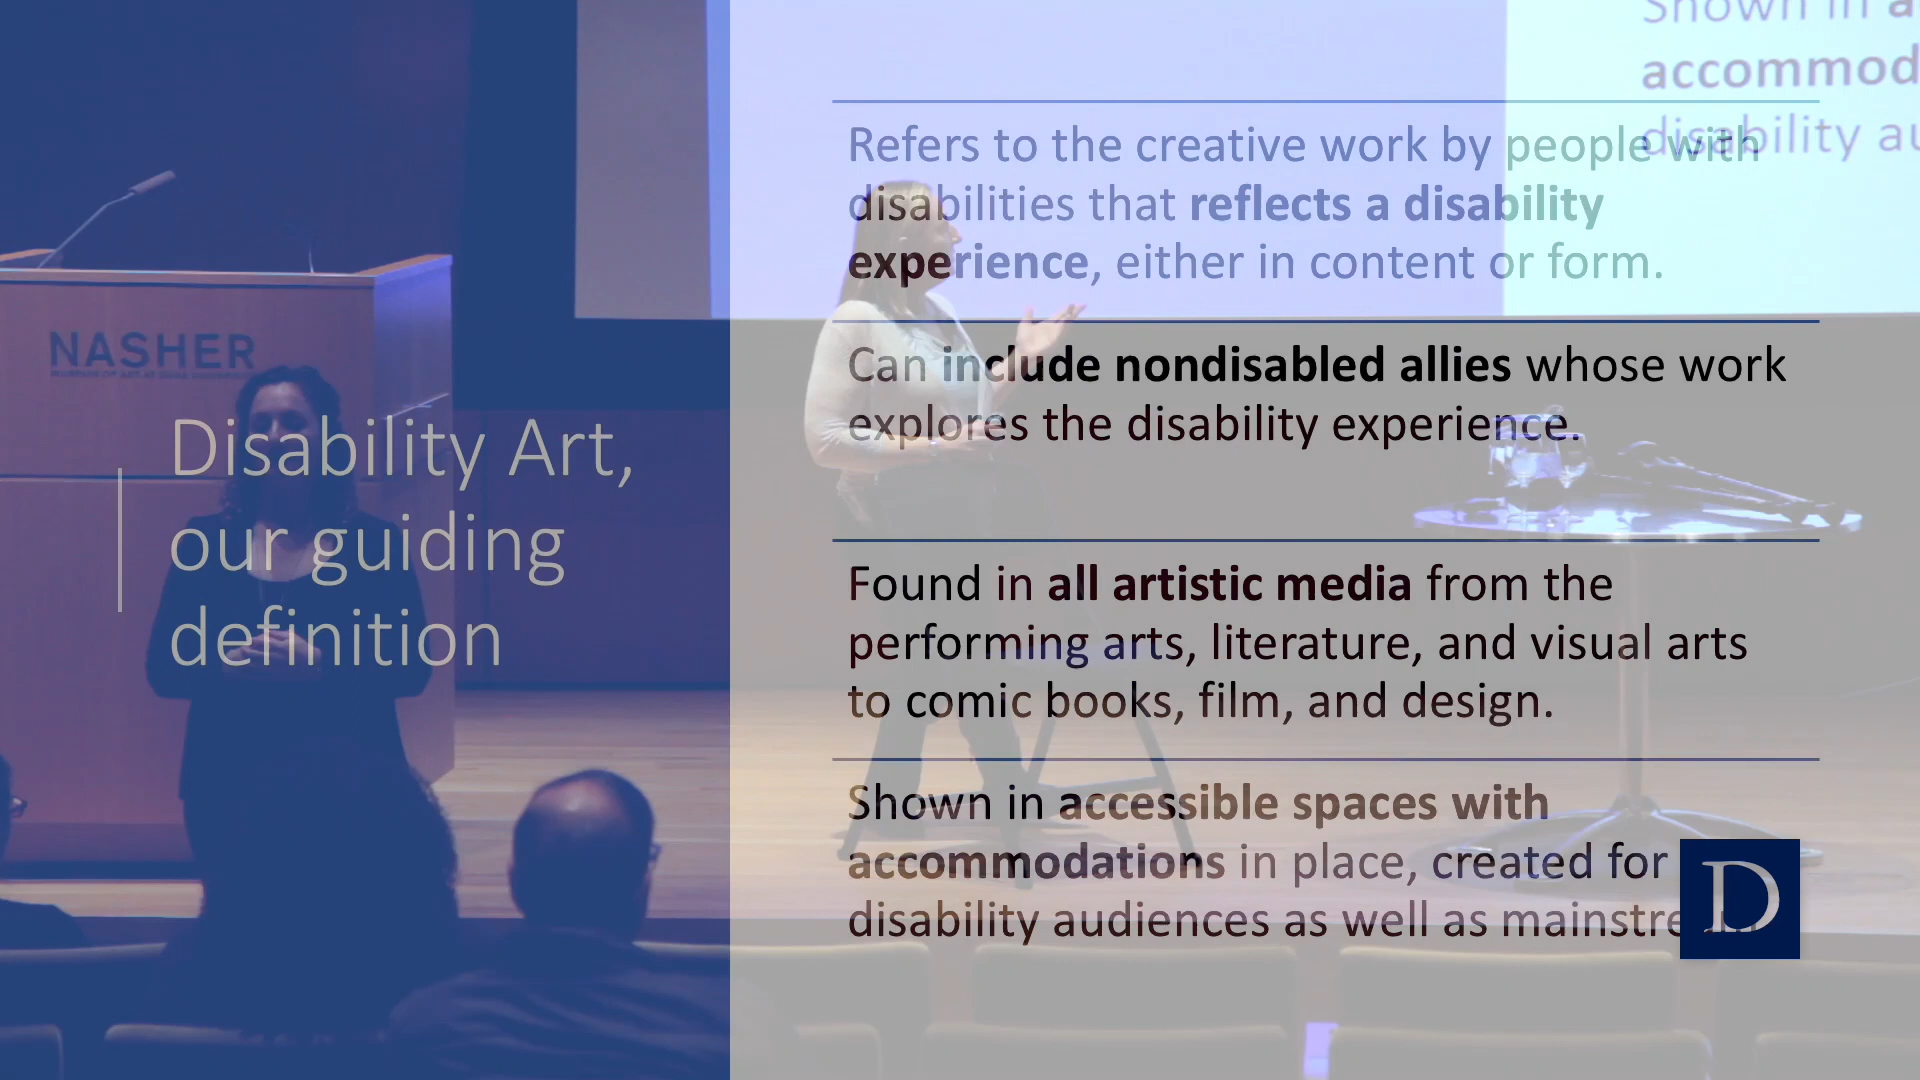 Shown in a
accommod
disability au
Refers to the creative work by people with
disabilities that reflects a disability
experience, either in content or form.
NASHER
Can include nondisabled allies whose work
explores the disability experience.
Disability Art,
our guiding
definition
Found in all artistic media from the
performing arts, literature, and visual arts
to comic books, film, and design.
Shown in accessible spaces with
accommodations in place, created for
disability audiences as well as mainstre
D